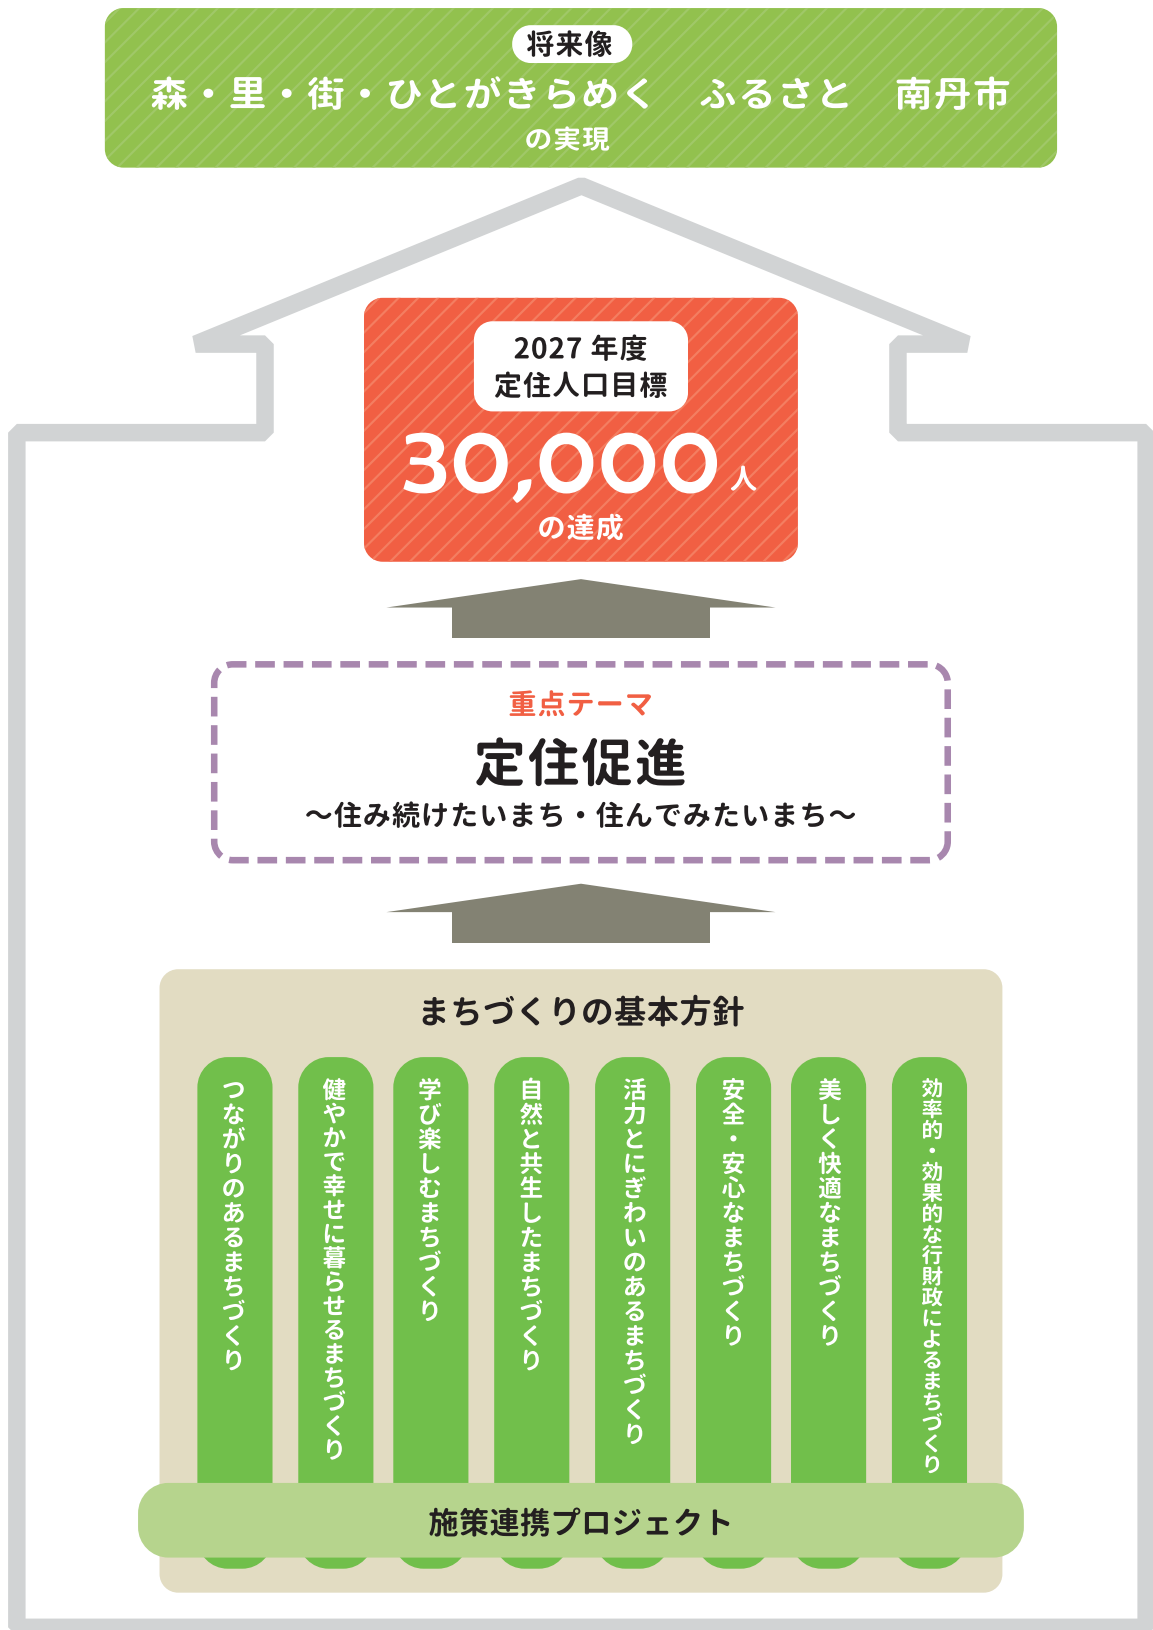 将来像
森・里・街・ひとがきらめく　ふるさと　南丹市
の実現
2027 年度
定住人口目標
30,000 人
の達成
重点テーマ
定住促進
～住み続けたいまち・住んでみたいまち～
まちづくりの基本方針
つながりのあるまちづくり
健やかで幸せに暮らせるまちづくり
学び楽しむまちづくり
自然と共生したまちづくり
活力とにぎわいのあるまちづくり
安全・安心なまちづくり
美しく快適なまちづくり
効率的・効果的な行財政によるまちづくり
施策連携プロジェクト